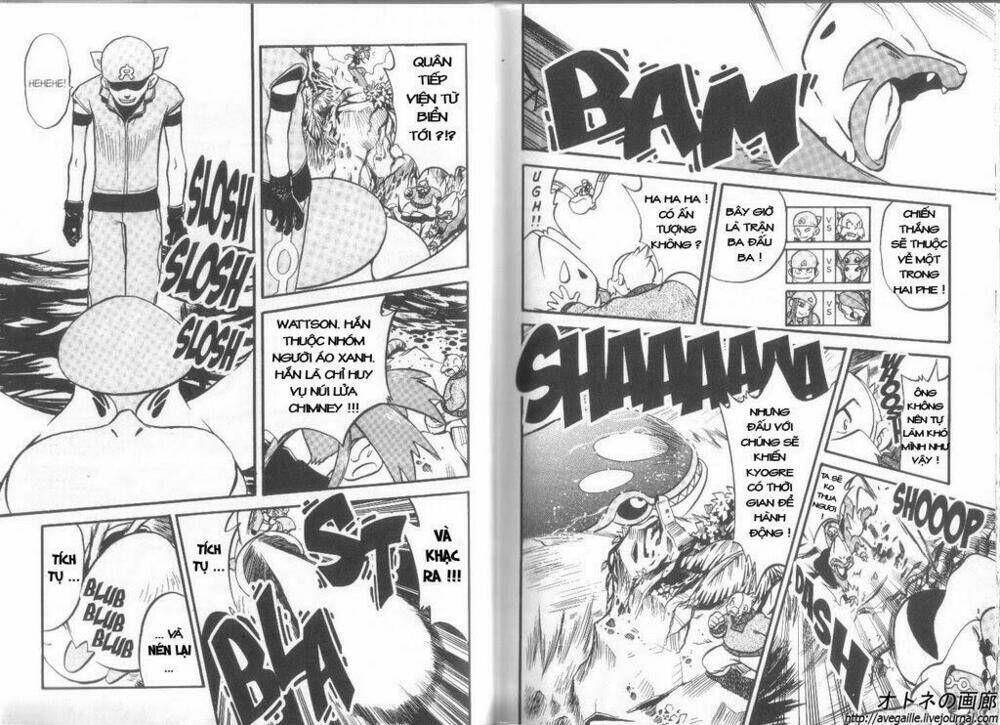 BAM
CHIẾN
THẮNG
SẼ THUỘC
VỀ MỘT
TRONG
HAI PHE !
VS
VS
VS
BÂY GIỜ
LÀ TRẬN
BA ĐẤU
BA !
HA HA HA !
CÓ ẤN
TƯỢNG
KHÔNG ?
UGH!!
ÔNG
KHÔNG NÊN TỰ
LÀM KHÓ
MÌNH NHƯ
VẬY !
WOOST
NHƯNG
ĐẤU VỚI
CHÚNG SẼ
KHIẾN
KYOGRE
CÓ THỜI
GIAN ĐỂ
HÀNH
ĐỘNG !
SHAAAAAA
TA SẼ
KO
THUA
NGƯƠI !
SHOOOP
DASH
QUÂN
TIẾP
VIỆN TỪ
BIỂN
TỚI ?!?
HEHEHE!
SLOSH
SLOSH
SLOSH
WATTSON. HẮN
THUỘC NHÓM
NGƯỜI ÁO XANH.
HẮN LÀ CHỈ HUY
VỤ NÚI LỬA
CHIMNEY !!!
VÀ
KHẠC
RA !!!
BLAST
TÍCH
TỤ ...
... VÀ
NÉN LẠI
...
TÍCH
TỤ ...
BLUB
BLUB
BLUB
オトネの画廊
http://avegaille.livejournal.com/